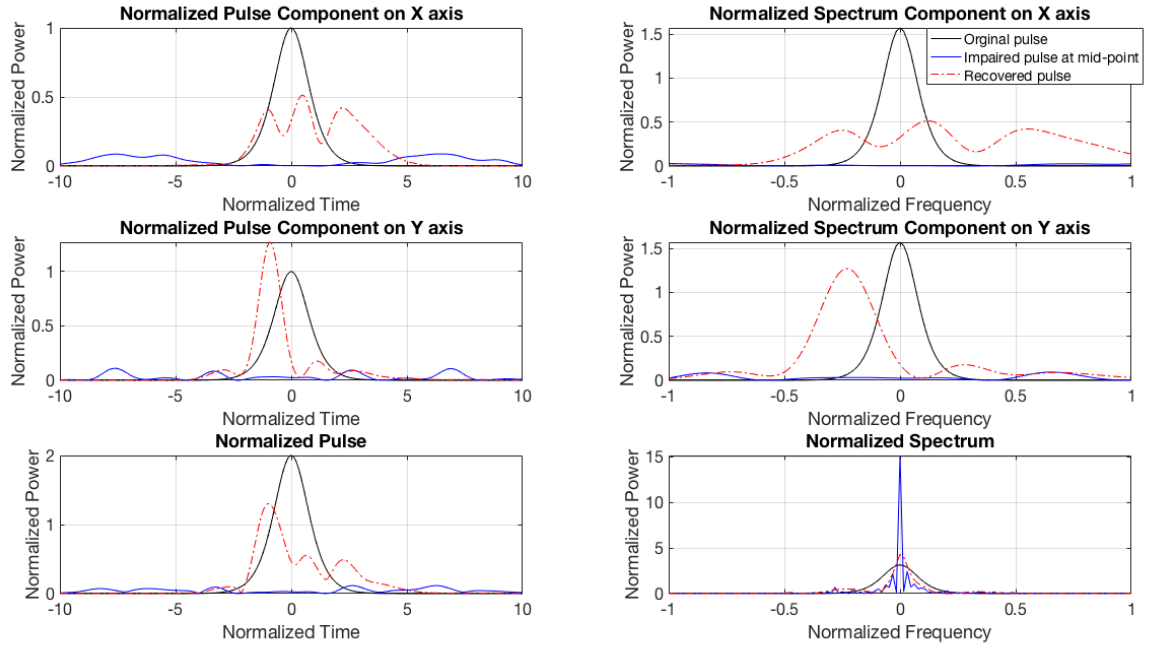 Normalized Pulse Component on X axis
Normalized Power
1
0.5
0
-10
-5
0
5
10
Normalized Time
Normalized Spectrum Component on X axis
Normalized Power
1.5
1
0.5
0
-1
-0.5
0
0.5
1
Normalized Frequency
Orginal pulse
Impaired pulse at mid-point
Recovered pulse
Normalized Pulse Component on Y axis
Normalized Power
1
0.5
0
-10
-5
0
5
10
Normalized Time
Normalized Spectrum Component on Y axis
Normalized Power
1.5
1
0.5
0
-1
-0.5
0
0.5
1
Normalized Frequency
Normalized Pulse
Normalized Power
2
1
0
-10
-5
0
5
10
Normalized Time
Normalized Spectrum
Normalized Power
15
10
5
0
-1
-0.5
0
0.5
1
Normalized Frequency